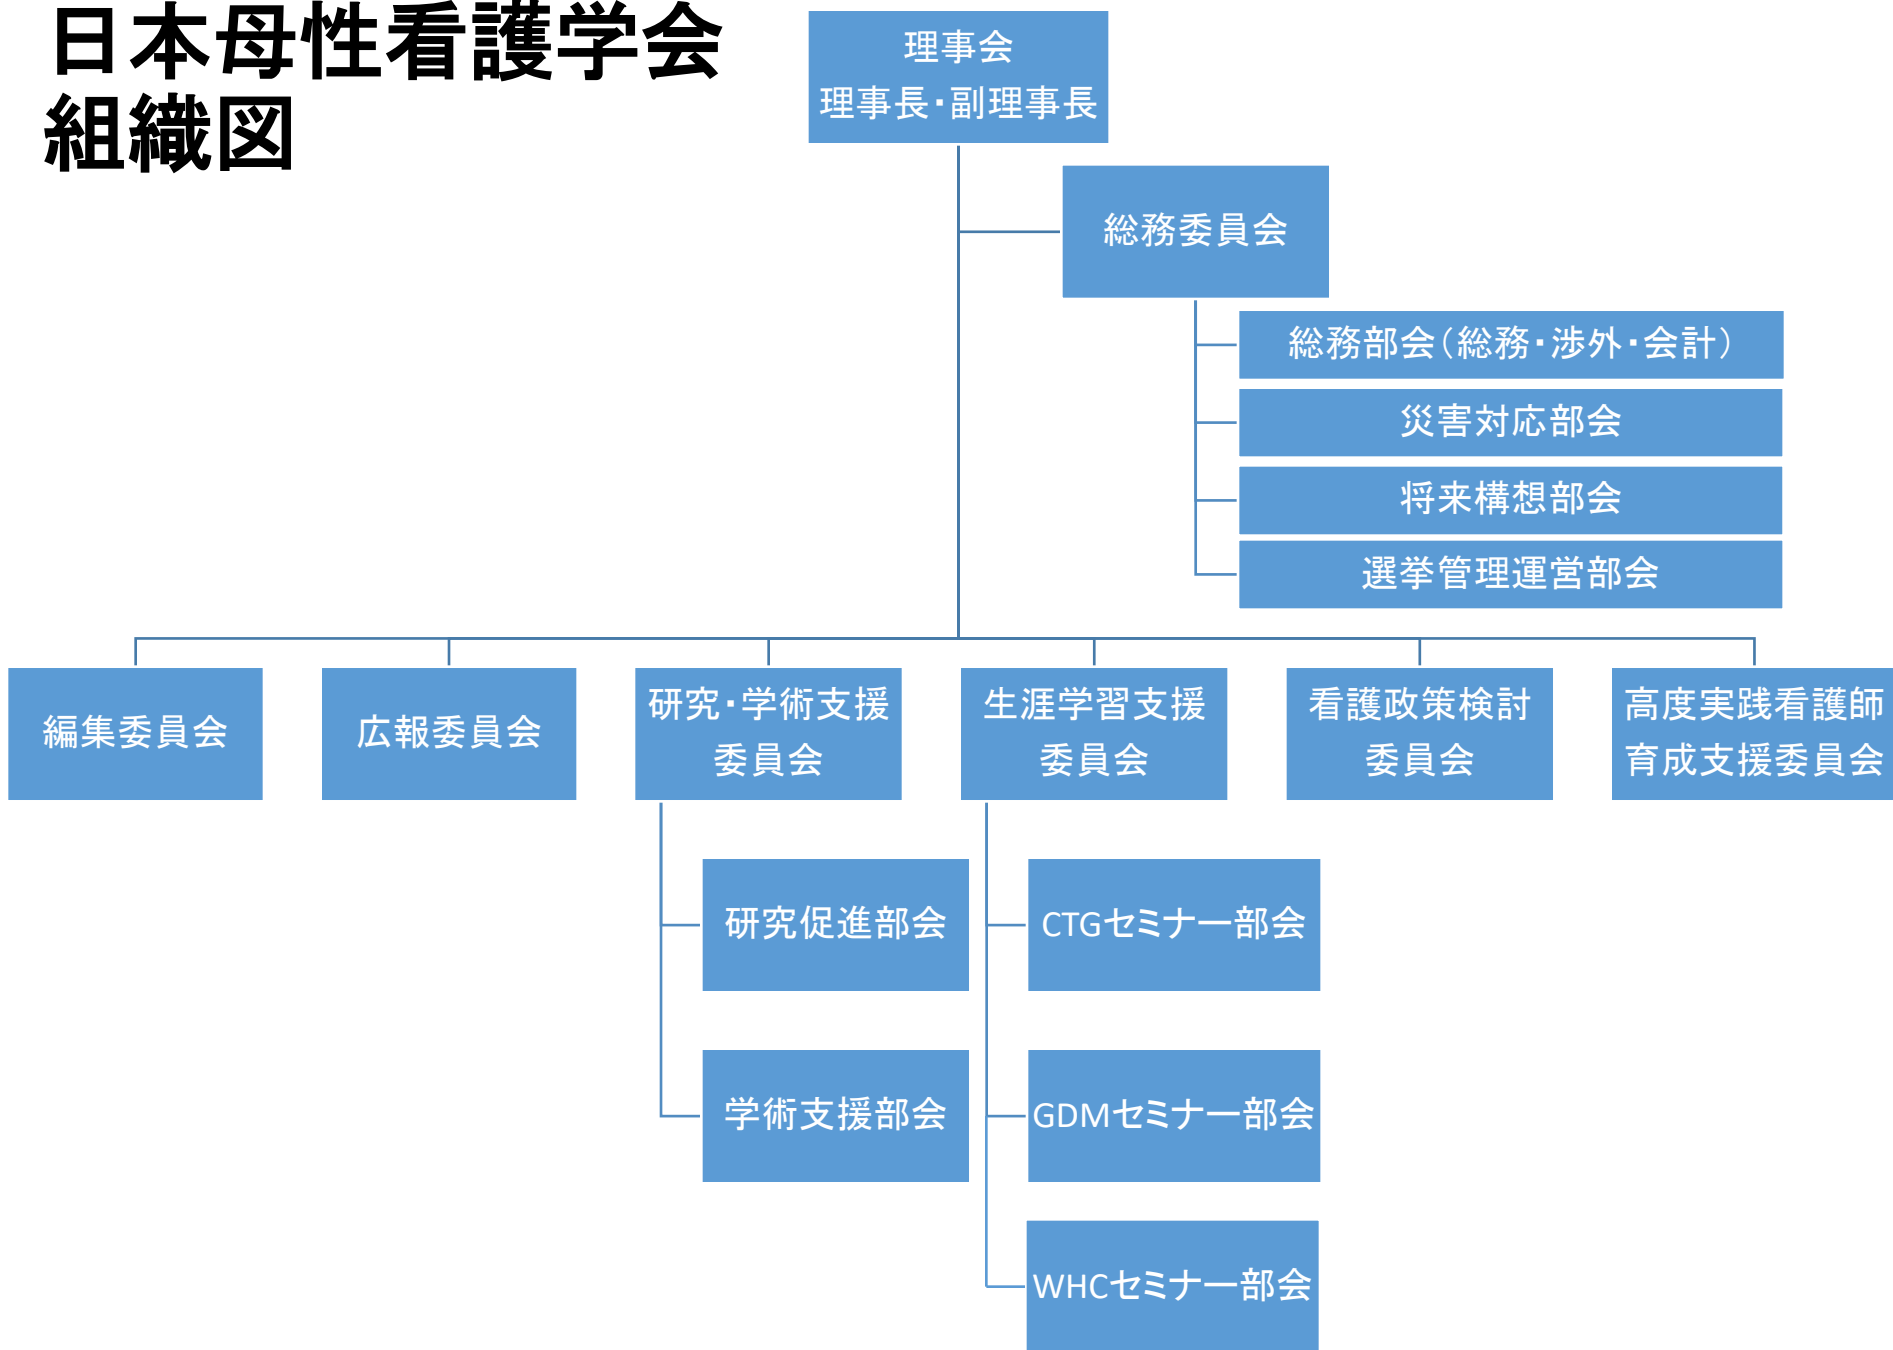 日本母性看護学会
組織図
理事会
理事長・副理事長
総務委員会
総務部会（総務・渉外・会計）
災害対応部会
将来構想部会
選挙管理運営部会
編集委員会
広報委員会
研究・学術支援
委員会
生涯学習支援
委員会
看護政策検討
委員会
高度実践看護師
育成支援委員会
研究促進部会
学術支援部会
CTGセミナー部会
GDMセミナー部会
WHCセミナー部会